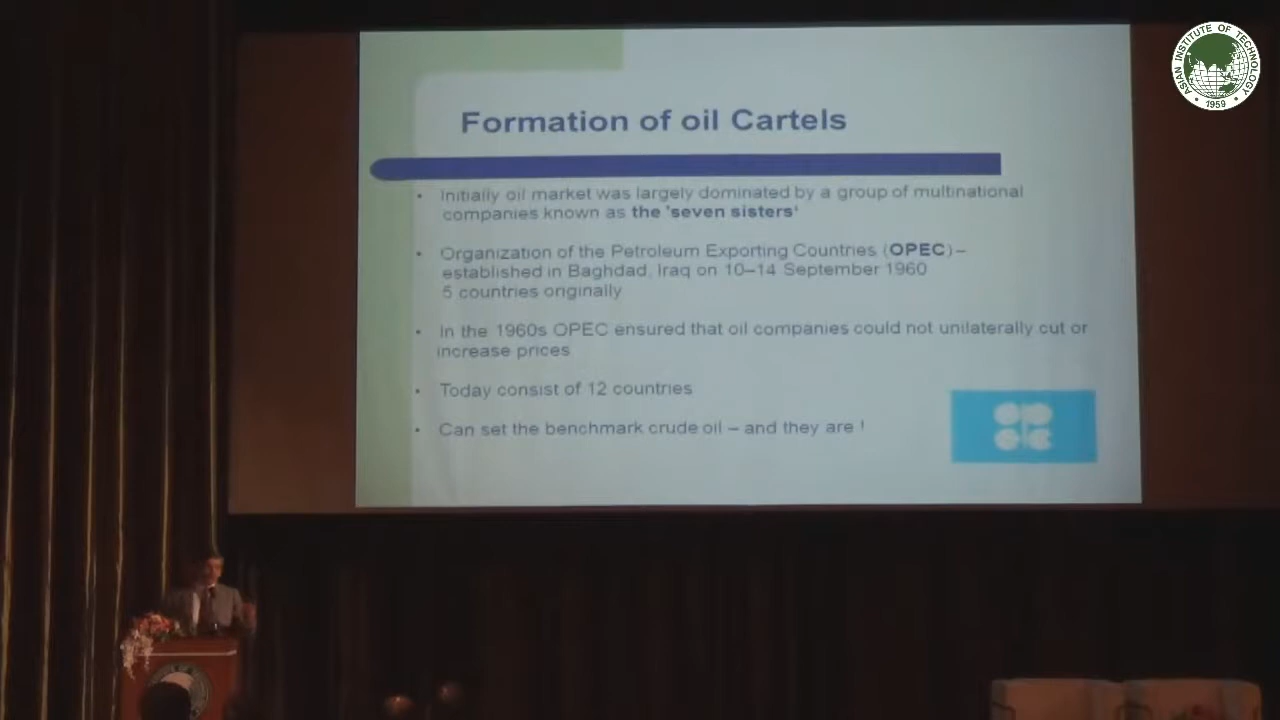 Formation of oil Cartels
• Initially oil market was largely dominated by a group of multinational
companies known as the 'seven sisters'
• Organization of the Petroleum Exporting Countries (OPEC) –
established in Baghdad, Iraq on 10–14 September 1960
5 countries originally
• In the 1960s OPEC ensured that oil companies could not unilaterally cut or
increase prices
• Today consist of 12 countries
• Can set the benchmark crude oil – and they are !
ASIAN INSTITUTE OF TECHNOLOGY
• 1959 •